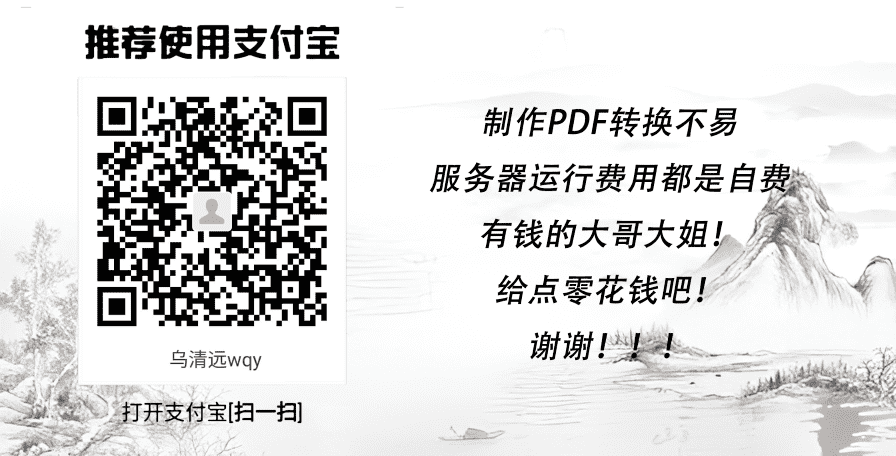 推荐使用支付宝
乌清远wqy
打开支付宝[扫一扫]
制作PDF转换不易
服务器运行费用都是自费
有钱的大哥大姐！
给点零花钱吧！
谢谢！！！